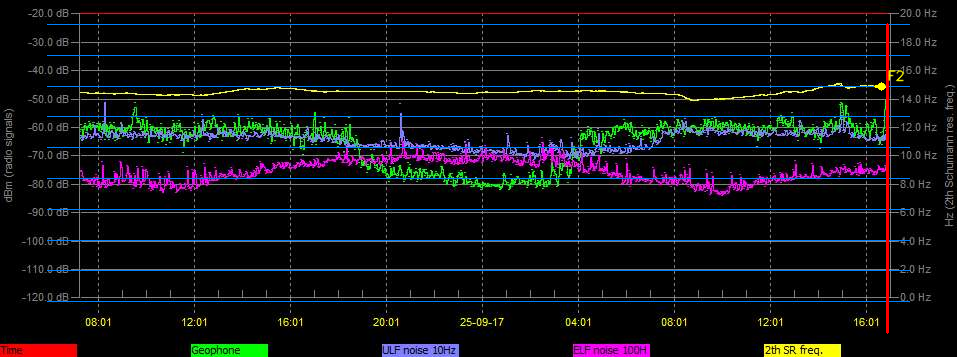 -20.0 dB 20.0 Hz
-30.0 dB 18.0 Hz
-40.0 dB 16.0 Hz
F2
-50.0 dB 14.0 Hz
-60.0 dB 12.0 Hz
-70.0 dB 10.0 Hz
-80.0 dB 8.0 Hz
-90.0 dB 6.0 Hz
-100.0 dB 4.0 Hz
-110.0 dB 2.0 Hz
-120.0 dB 0.0 Hz
dBm (radio signals)
Hz (2th Schumann res. freq.)
08:01 12:01 16:01 20:01 25-09-17 04:01 08:01 12:01 16:01
Time Geophone ULF noise 10Hz ELF noise 100H 2th SR freq.